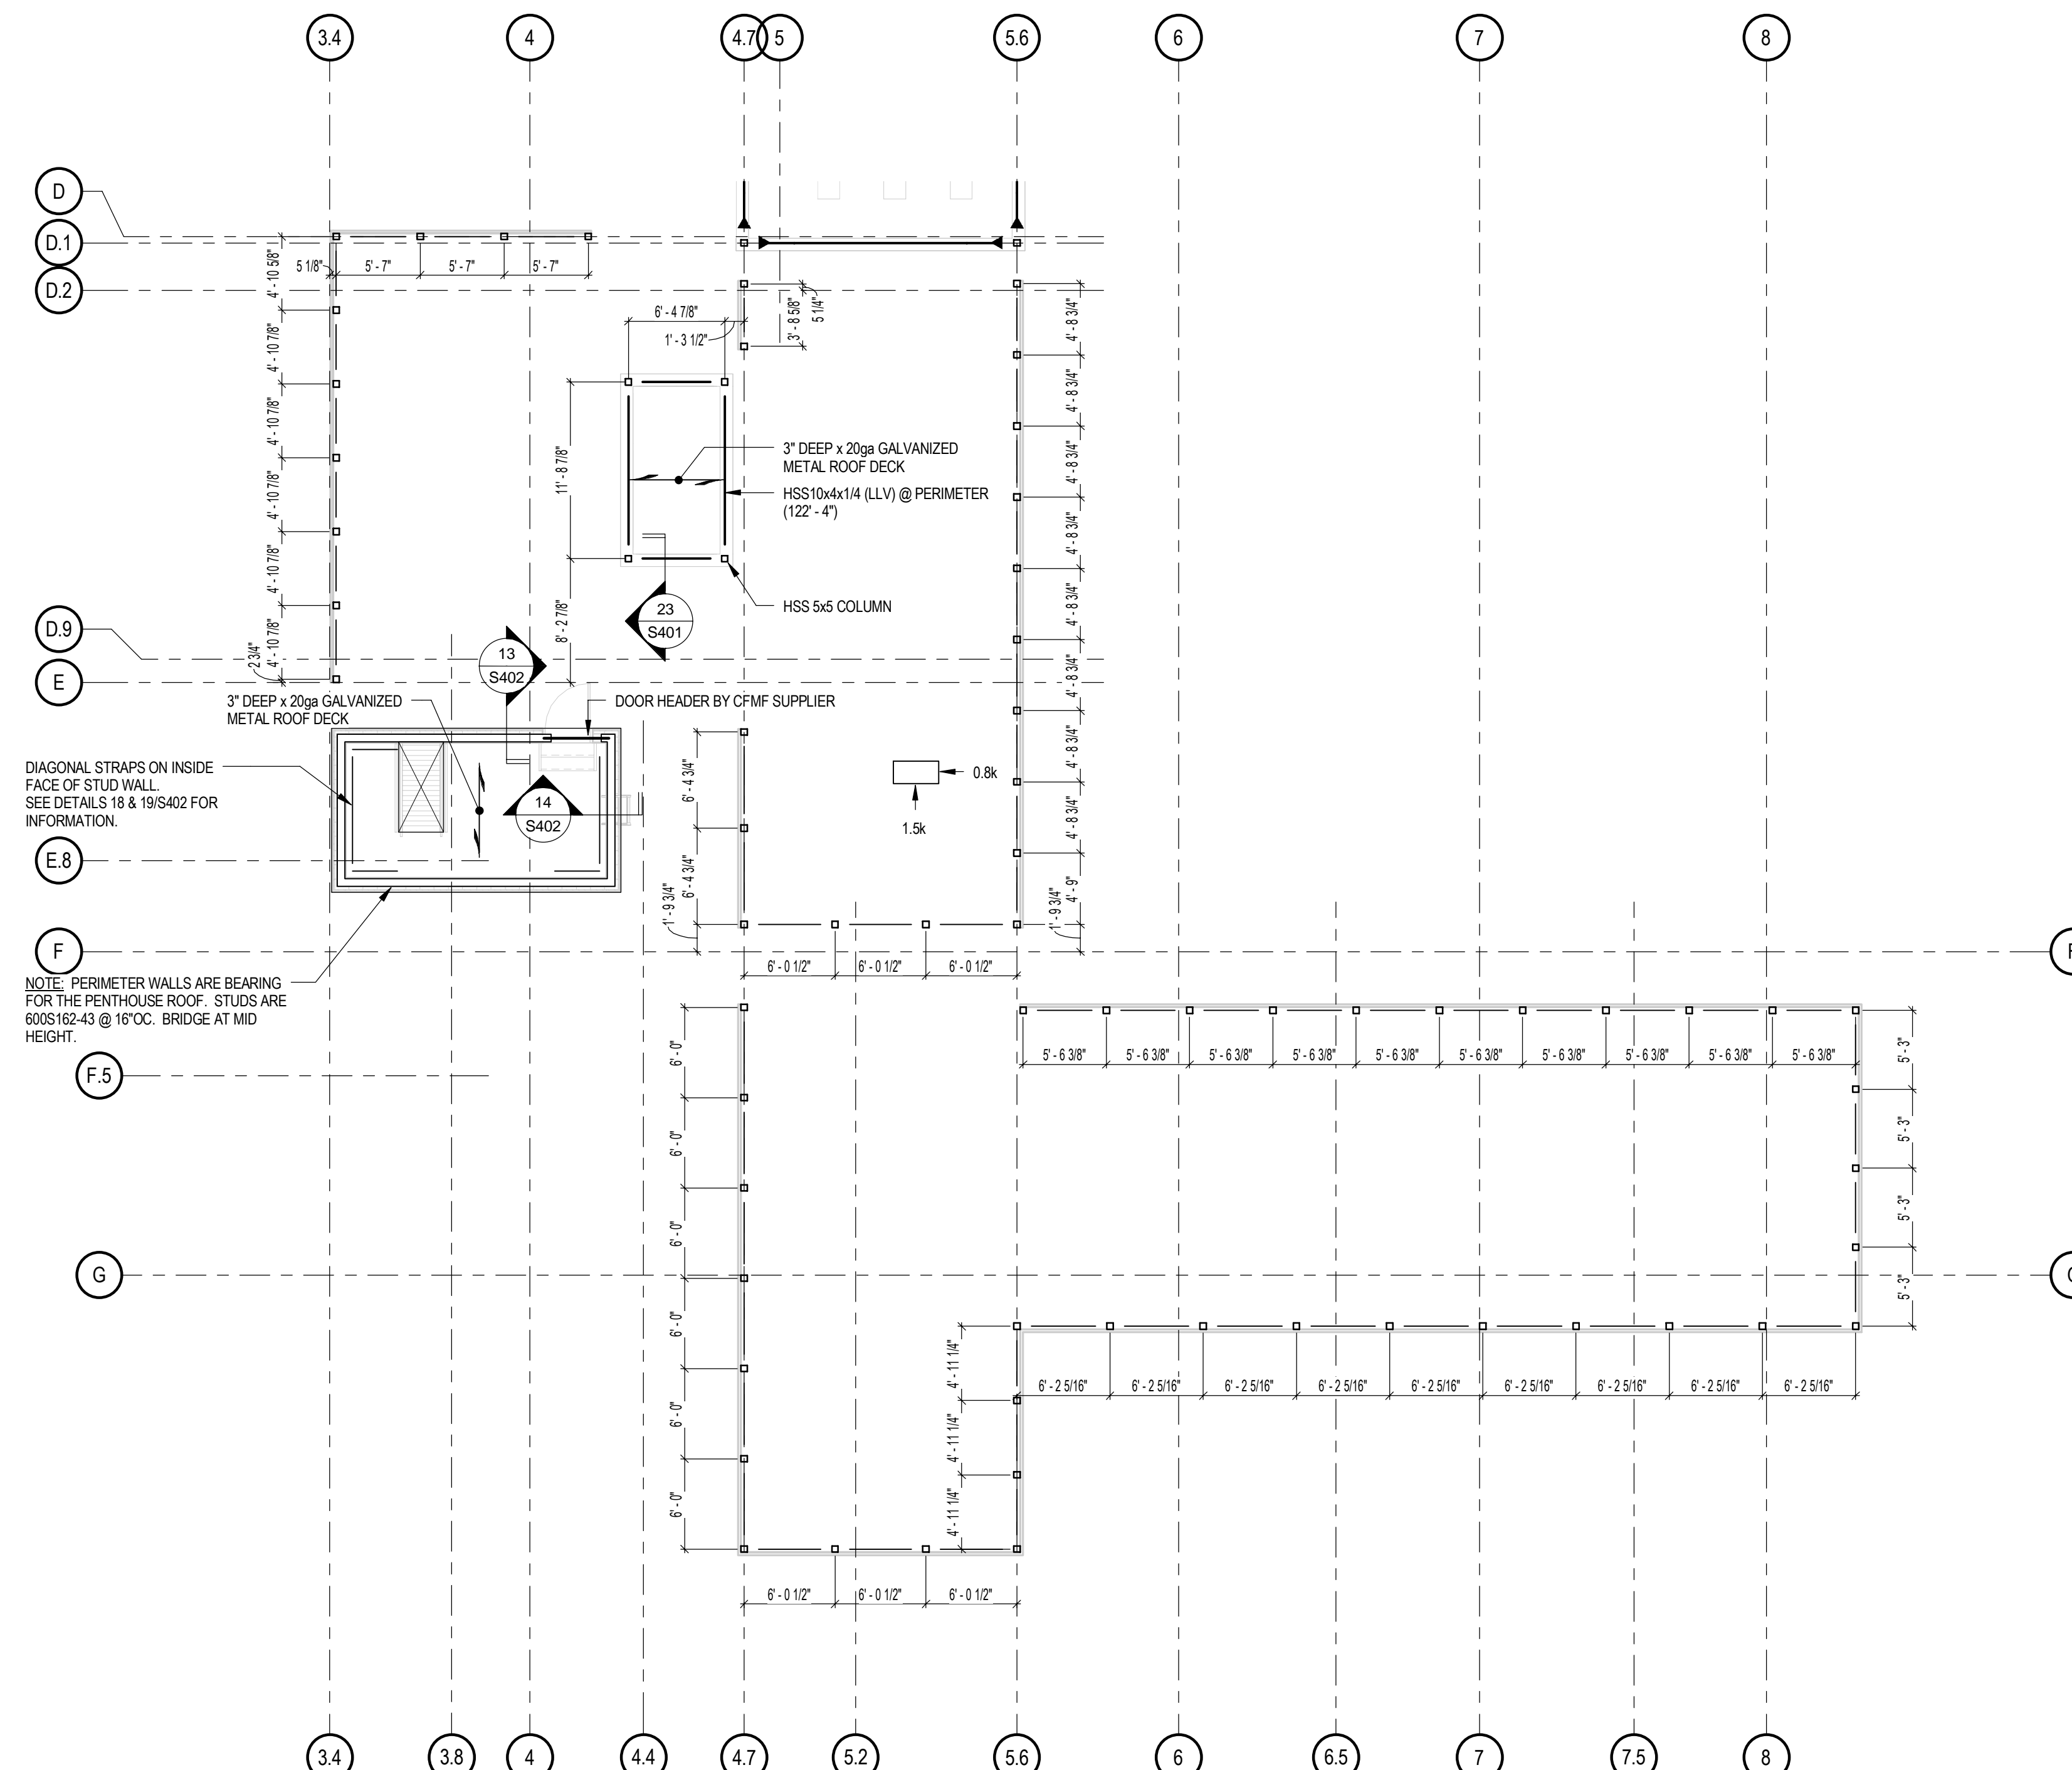 3.4
4
4.7
5
5.6
6
7
8
D
D.1
D.2
D.9
E
E.8
F
F.5
G
5 1/8"
5' - 7"
5' - 7"
5' - 7"
4' - 10 5/8"
4' - 10 7/8"
4' - 10 7/8"
4' - 10 7/8"
4' - 10 7/8"
4' - 10 7/8"
2 3/4"
6' - 4 7/8"
1' - 3 1/2"
3' - 8 5/8"
5 1/4"
11' - 8 7/8"
8' - 2 7/8"
3" DEEP x 20ga GALVANIZED
METAL ROOF DECK
HSS10x4x1/4 (LLV) @ PERIMETER
(122' - 4")
HSS 5x5 COLUMN
23
S401
13
S402
4' - 8 3/4"
4' - 8 3/4"
4' - 8 3/4"
4' - 8 3/4"
4' - 8 3/4"
4' - 8 3/4"
4' - 8 3/4"
4' - 8 3/4"
4' - 9"
1' - 9 3/4"
3" DEEP x 20ga GALVANIZED
METAL ROOF DECK
DOOR HEADER BY CFMF SUPPLIER
DIAGONAL STRAPS ON INSIDE
FACE OF STUD WALL.
SEE DETAILS 18 & 19/S402 FOR
INFORMATION.
14
S402
6' - 4 3/4"
6' - 4 3/4"
1' - 9 3/4"
0.8k
1.5k
NOTE: PERIMETER WALLS ARE BEARING
FOR THE PENTHOUSE ROOF. STUDS ARE
600S162-43 @ 16"OC. BRIDGE AT MID
HEIGHT.
6' - 0 1/2"
6' - 0 1/2"
6' - 0 1/2"
6' - 0"
6' - 0"
6' - 0"
6' - 0"
6' - 0"
6' - 0"
5' - 6 3/8"
5' - 6 3/8"
5' - 6 3/8"
5' - 6 3/8"
5' - 6 3/8"
5' - 6 3/8"
5' - 6 3/8"
5' - 6 3/8"
5' - 6 3/8"
5' - 6 3/8"
5' - 3"
5' - 3"
5' - 3"
5' - 3"
4' - 11 1/4"
4' - 11 1/4"
4' - 11 1/4"
6' - 2 5/16"
6' - 2 5/16"
6' - 2 5/16"
6' - 2 5/16"
6' - 2 5/16"
6' - 2 5/16"
6' - 2 5/16"
6' - 2 5/16"
6' - 2 5/16"
6' - 0 1/2"
6' - 0 1/2"
6' - 0 1/2"
3.4
3.8
4
4.4
4.7
5.2
5.6
6
6.5
7
7.5
8